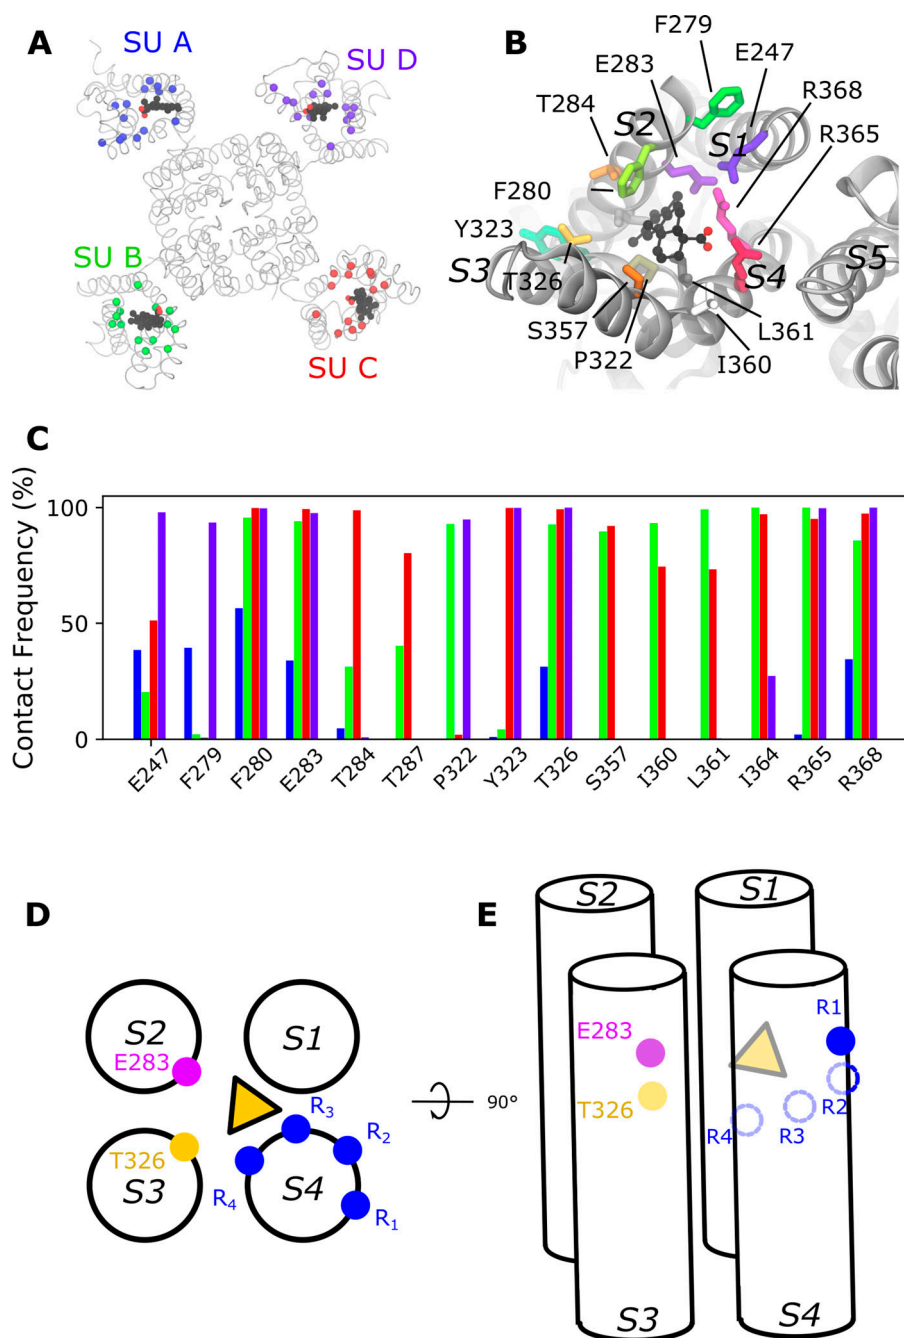 A
SU A
SU D
SU B
SU C
B
F279
E283
E247
T284
R368
S2
S1
R365
F280
Y323
S3
T326
S4
S5
S357
L361
P322
I360
C
Contact Frequency (%)
100
50
0
E247
F279
F280
E283
T284
T287
P322
Y323
T326
S357
I360
L361
I364
R365
R368
D
S2
S1
E283
R₃
R₂
T326
S3
S4
R₄
R₁
90°
E
S2
S1
R1
E283
T326
R2
R4
R3
S3
S4